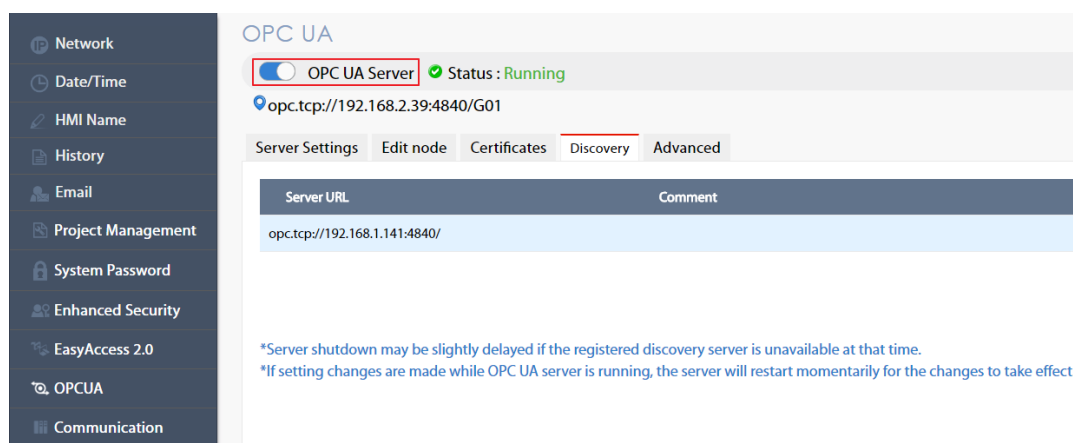 Network
Date/Time
HMI Name
History
Email
Project Management
System Password
Enhanced Security
EasyAccess 2.0
OPCUA
Communication
OPC UA
OPC UA Server Status : Running
opc.tcp://192.168.2.39:4840/G01
Server Settings Edit node Certificates Discovery Advanced
Server URL Comment
opc.tcp://192.168.1.141:4840/
*Server shutdown may be slightly delayed if the registered discovery server is unavailable at that time.
*If setting changes are made while OPC UA server is running, the server will restart momentarily for the changes to take effect